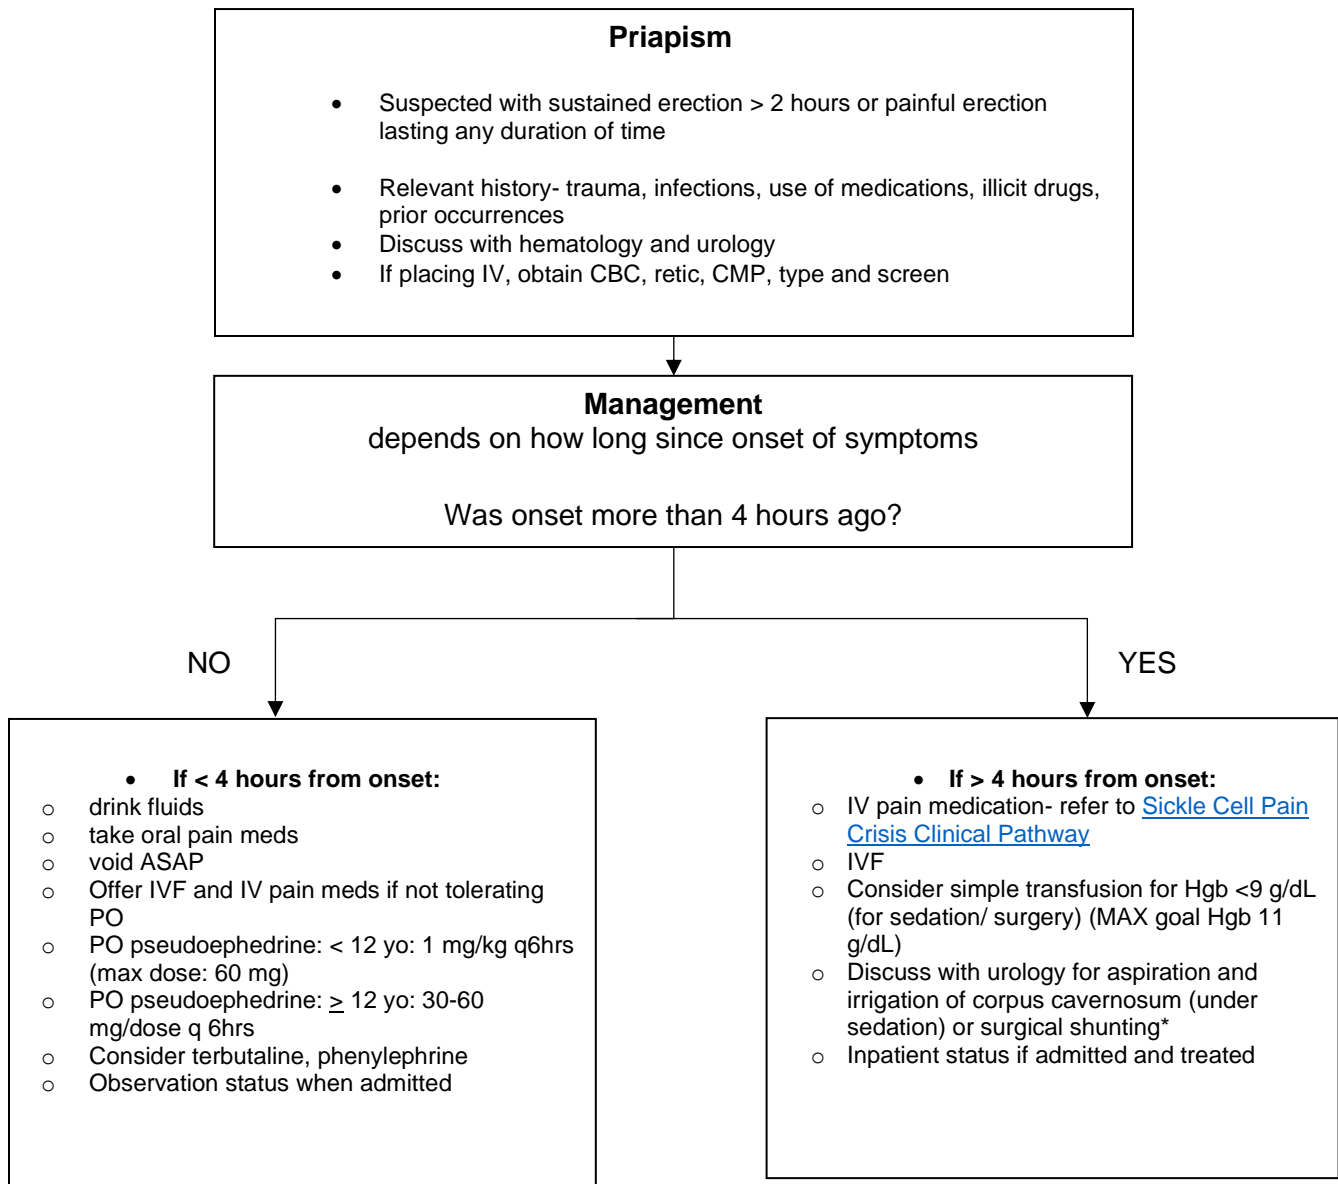 Priapism
• Suspected with sustained erection > 2 hours or painful erection
lasting any duration of time
• Relevant history- trauma, infections, use of medications, illicit drugs,
prior occurrences
• Discuss with hematology and urology
• If placing IV, obtain CBC, retic, CMP, type and screen
Management
depends on how long since onset of symptoms
Was onset more than 4 hours ago?
NO
YES
• If < 4 hours from onset:
o drink fluids
o take oral pain meds
o void ASAP
o Offer IVF and IV pain meds if not tolerating
PO
o PO pseudoephedrine: < 12 yo: 1 mg/kg q6hrs
(max dose: 60 mg)
o PO pseudoephedrine: ≥ 12 yo: 30-60
mg/dose q 6hrs
o Consider terbutaline, phenylephrine
o Observation status when admitted
• If > 4 hours from onset:
o IV pain medication- refer to Sickle Cell Pain
Crisis Clinical Pathway
o IVF
o Consider simple transfusion for Hgb <9 g/dL
(for sedation/ surgery) (MAX goal Hgb 11
g/dL)
o Discuss with urology for aspiration and
irrigation of corpus cavernosum (under
sedation) or surgical shunting*
o Inpatient status if admitted and treated